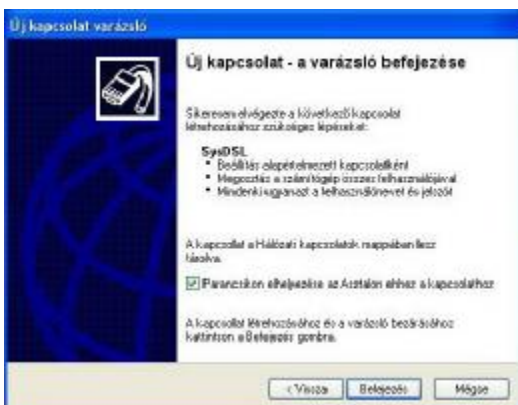 Új kapcsolat varázsló
Új kapcsolat - a varázsló befejezése
Sikeresen elvégezte a következő kapcsolat
létrehozásához szükséges lépéseket:
SysDSL
• Beállítás alapértelmezett kapcsolatként
• Megosztás a számítógép összes felhasználójával
• Mindenki ugyanazt a felhasználónevet és jelszót
A kapcsolat a Hálózati kapcsolatok mappában lesz
tárolva.
Parancsikon elhelyezése az Asztalon ehhez a kapcsolathoz
A kapcsolat létrehozásához és a varázsló bezárásához
kattintson a Befejezés gombra.
< Vissza
Befejezés
Mégse